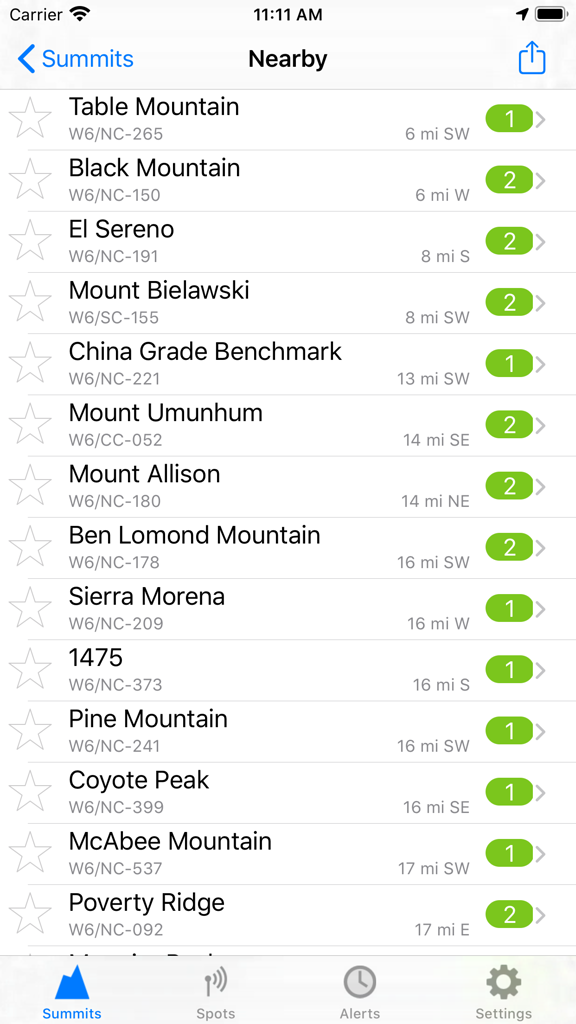 Carrier 11:11 AM
Summits Nearby
Table Mountain
W6/NC-265 6 mi SW 1
Black Mountain
W6/NC-150 6 mi W 2
El Sereno
W6/NC-191 8 mi S 2
Mount Bielawski
W6/SC-155 8 mi SW 2
China Grade Benchmark
W6/NC-221 13 mi SW 1
Mount Umunhum
W6/CC-052 14 mi SE 2
Mount Allison
W6/NC-180 14 mi NE 2
Ben Lomond Mountain
W6/NC-178 16 mi SW 2
Sierra Morena
W6/NC-209 16 mi W 1
1475
W6/NC-373 16 mi S 1
Pine Mountain
W6/NC-241 16 mi SW 1
Coyote Peak
W6/NC-399 16 mi SE 1
McAbee Mountain
W6/NC-537 17 mi SW 1
Poverty Ridge
W6/NC-092 17 mi E 2
Summits Spots Alerts Settings